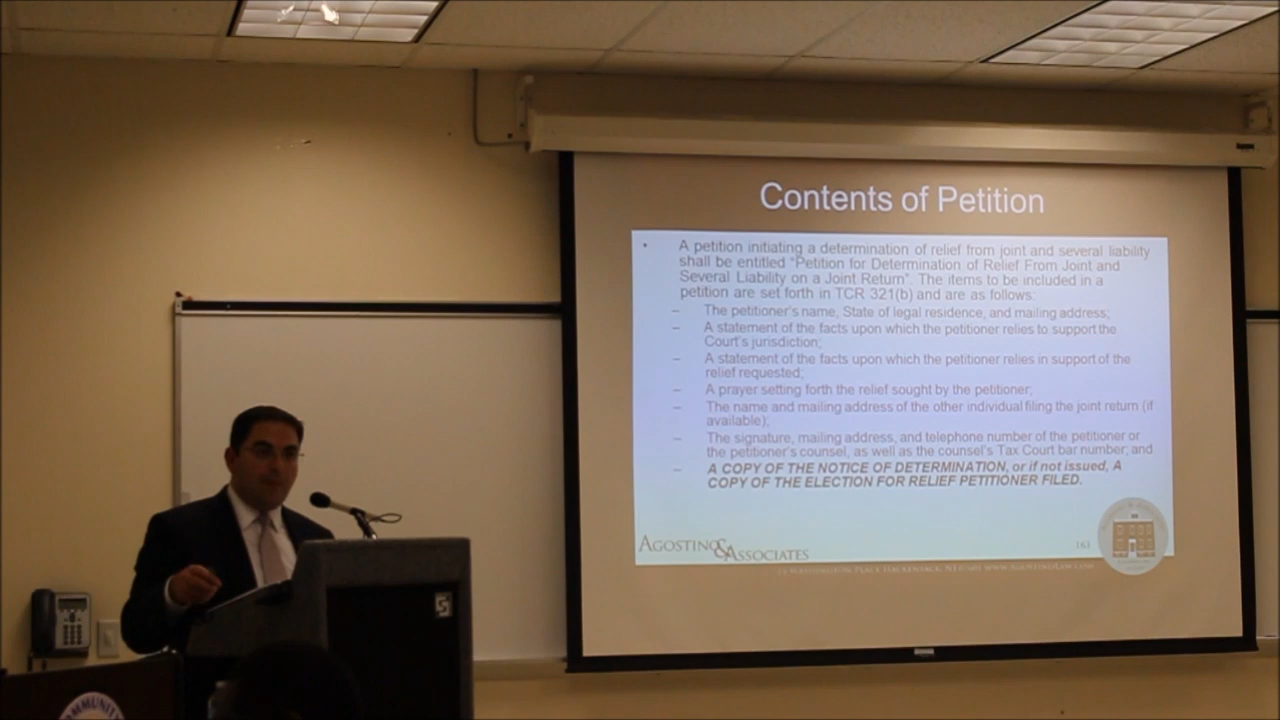 Contents of Petition
• A petition initiating a determination of relief from joint and several liability
shall be entitled “Petition for Determination of Relief From Joint and
Several Liability on a Joint Return”. The items to be included in a
petition are set forth in TCR 321(b) and are as follows:
– The petitioner's name, State of legal residence, and mailing address;
– A statement of the facts upon which the petitioner relies to support the
Court's jurisdiction;
– A statement of the facts upon which the petitioner relies in support of the
relief requested;
– A prayer setting forth the relief sought by the petitioner;
– The name and mailing address of the other individual filing the joint return (if
available);
– The signature, mailing address, and telephone number of the petitioner or
the petitioner's counsel, as well as the counsel's Tax Court bar number; and
– A COPY OF THE NOTICE OF DETERMINATION, or if not issued, A
COPY OF THE ELECTION FOR RELIEF PETITIONER FILED.
AGOSTINO & ASSOCIATES
161
WASHINGTON PLACE HACKENSACK, NJ WWW.AGOSTINOLAW.COM
OMMUNITY